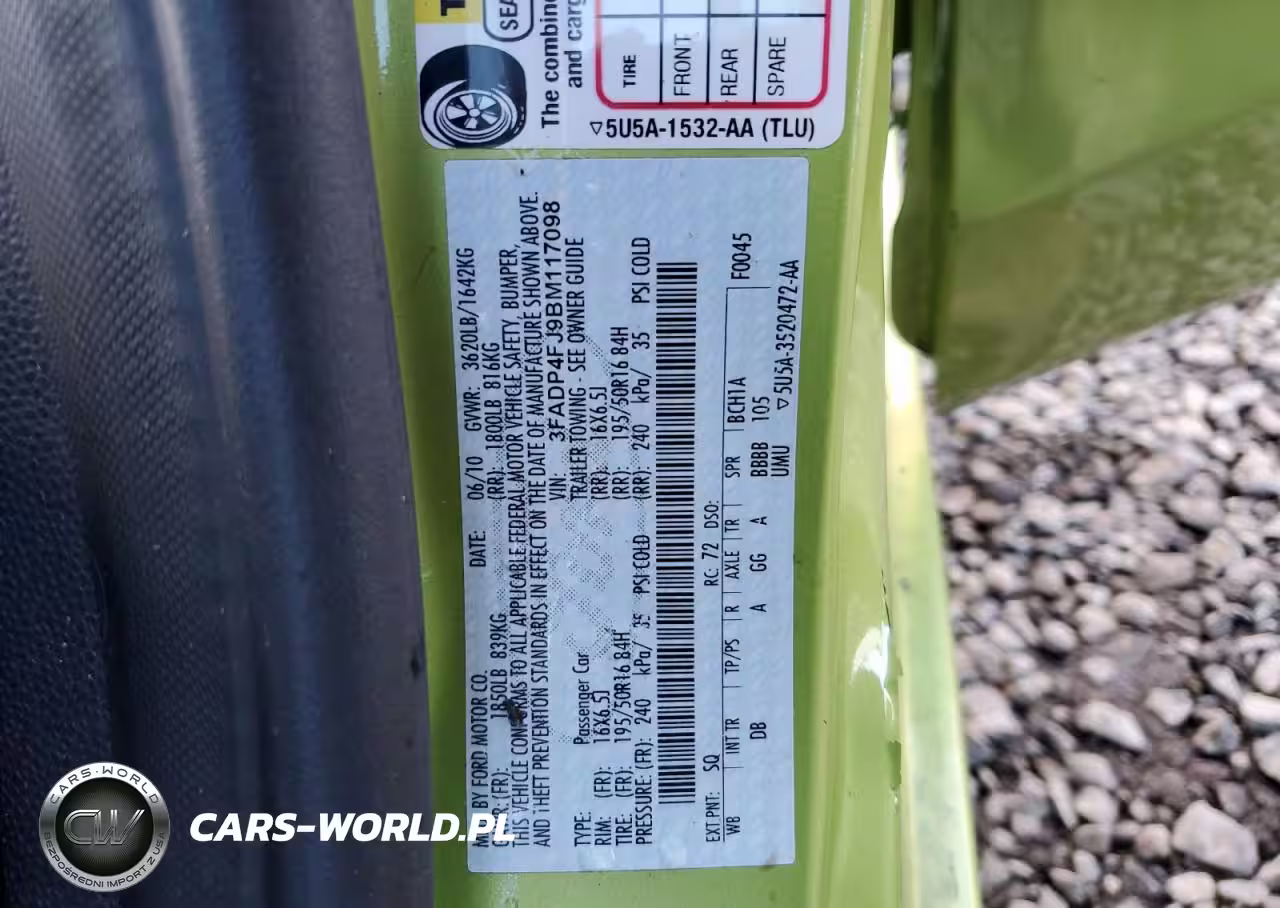 T
SEA
The combine
and carg
TIRE
FRONT
REAR
SPARE
▽5U5A-1532-AA (TLU)
MFD BY FORD MOTOR CO. DATE: 06/10 GVWR: 3620LB/1642KG
(FR): 1850LB 839KG (RR): 1800LB 816KG
THIS VEHICLE CONFORMS TO ALL APPLICABLE FEDERAL MOTOR VEHICLE SAFETY, BUMPER,
AND THEFT PREVENTION STANDARDS IN EFFECT ON THE DATE OF MANUFACTURE SHOWN ABOVE.
VIN: 3FADP4FJ9BM117098
TYPE: Passenger Car TRAILER TOWING - SEE OWNER GUIDE
RIM: (FR): 16X6.5J (RR): 16X6.5J
TIRE: (FR): 195/50R16 84H (RR): 195/50R16 84H
PRESSURE: (FR): 240 kPa/ 35 PSI COLD (RR): 240 kPa/ 35 PSI COLD
EXT PNT: SQ RC: 72 DSO: F0045
WB INT TR TP/PS R AXLE TR SPR BCH1A
DB A GG A BBBB 105
UMU ▽5U5A-3520472-AA
CARS-WORLD
CW
BEZPOŚREDNI IMPORT Z USA
CARS-WORLD.PL